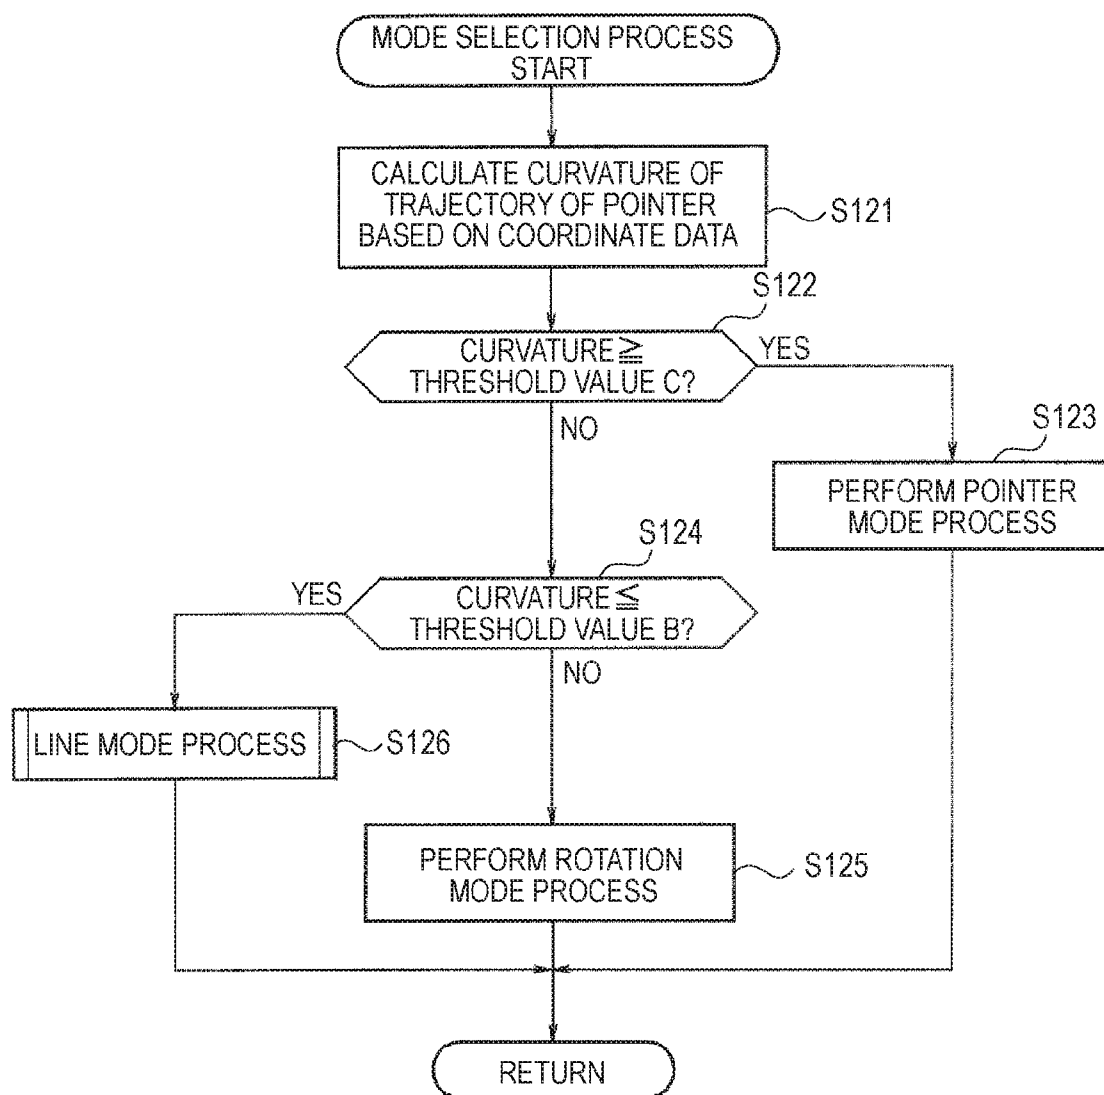 MODE SELECTION PROCESS
START
CALCULATE CURVATURE OF
TRAJECTORY OF POINTER
BASED ON COORDINATE DATA
S121
S122
CURVATURE ≧
THRESHOLD VALUE C?
YES
NO
S123
PERFORM POINTER
MODE PROCESS
S124
YES
CURVATURE ≦
THRESHOLD VALUE B?
NO
LINE MODE PROCESS
S126
PERFORM ROTATION
MODE PROCESS
S125
RETURN